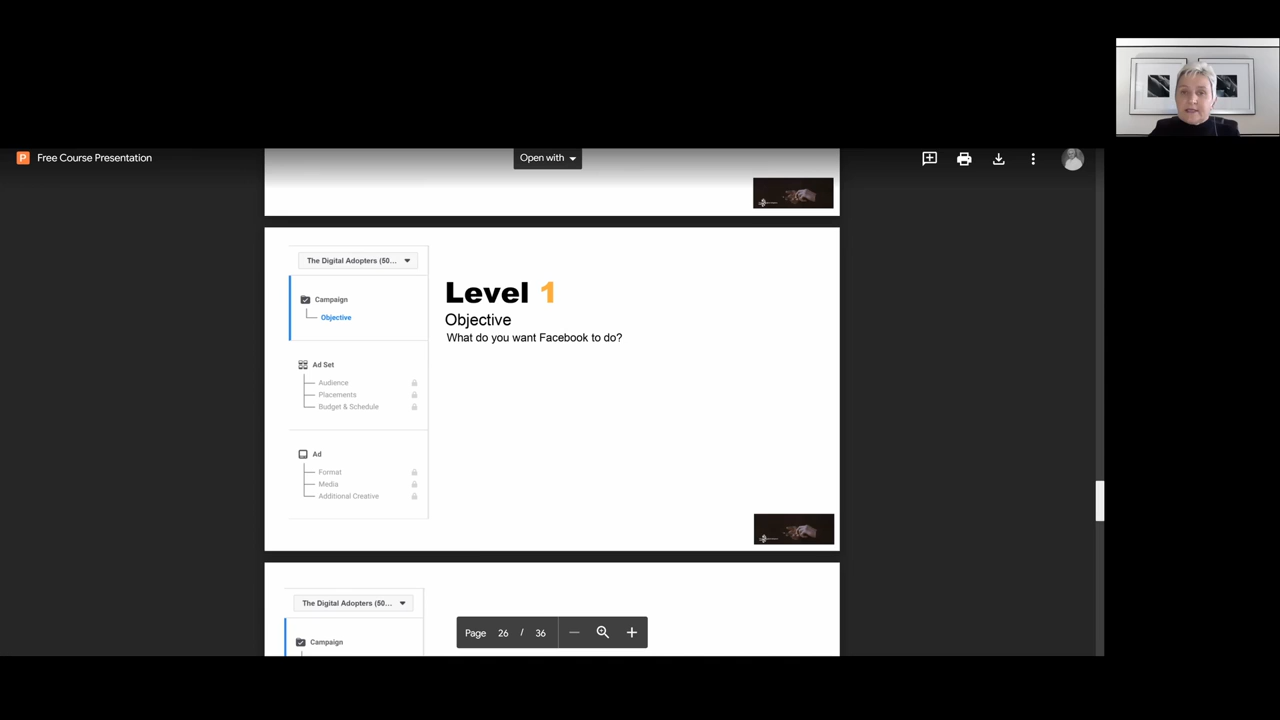 Free Course Presentation
Open with
The Digital Adopters (50...
Campaign
Objective
Ad Set
Audience
Placements
Budget & Schedule
Ad
Format
Media
Additional Creative
Level 1
Objective
What do you want Facebook to do?
The Digital Adopters (50...
Campaign
Page 26 / 36